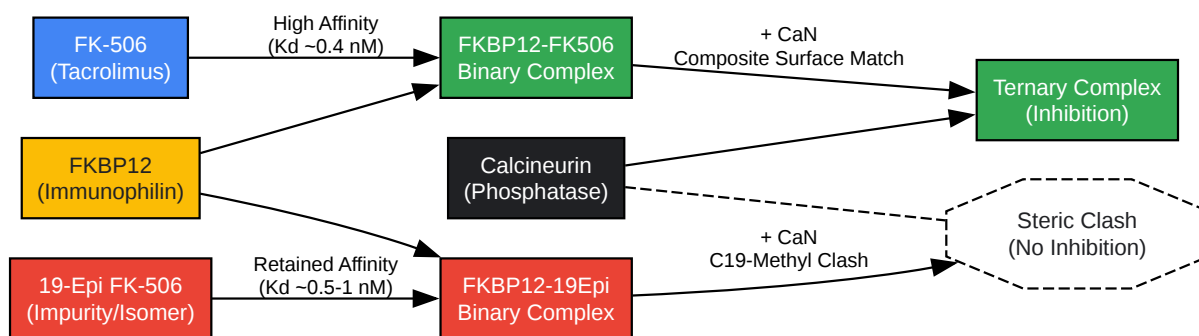 FK-506
(Tacrolimus)
High Affinity
(Kd ~0.4 nM)
FKBP12-FK506
Binary Complex
+ CaN
Composite Surface Match
Ternary Complex
(Inhibition)
FKBP12
(Immunophilin)
Calcineurin
(Phosphatase)
Steric Clash
(No Inhibition)
19-Epi FK-506
(Impurity/Isomer)
Retained Affinity
(Kd ~0.5-1 nM)
FKBP12-19Epi
Binary Complex
+ CaN
C19-Methyl Clash